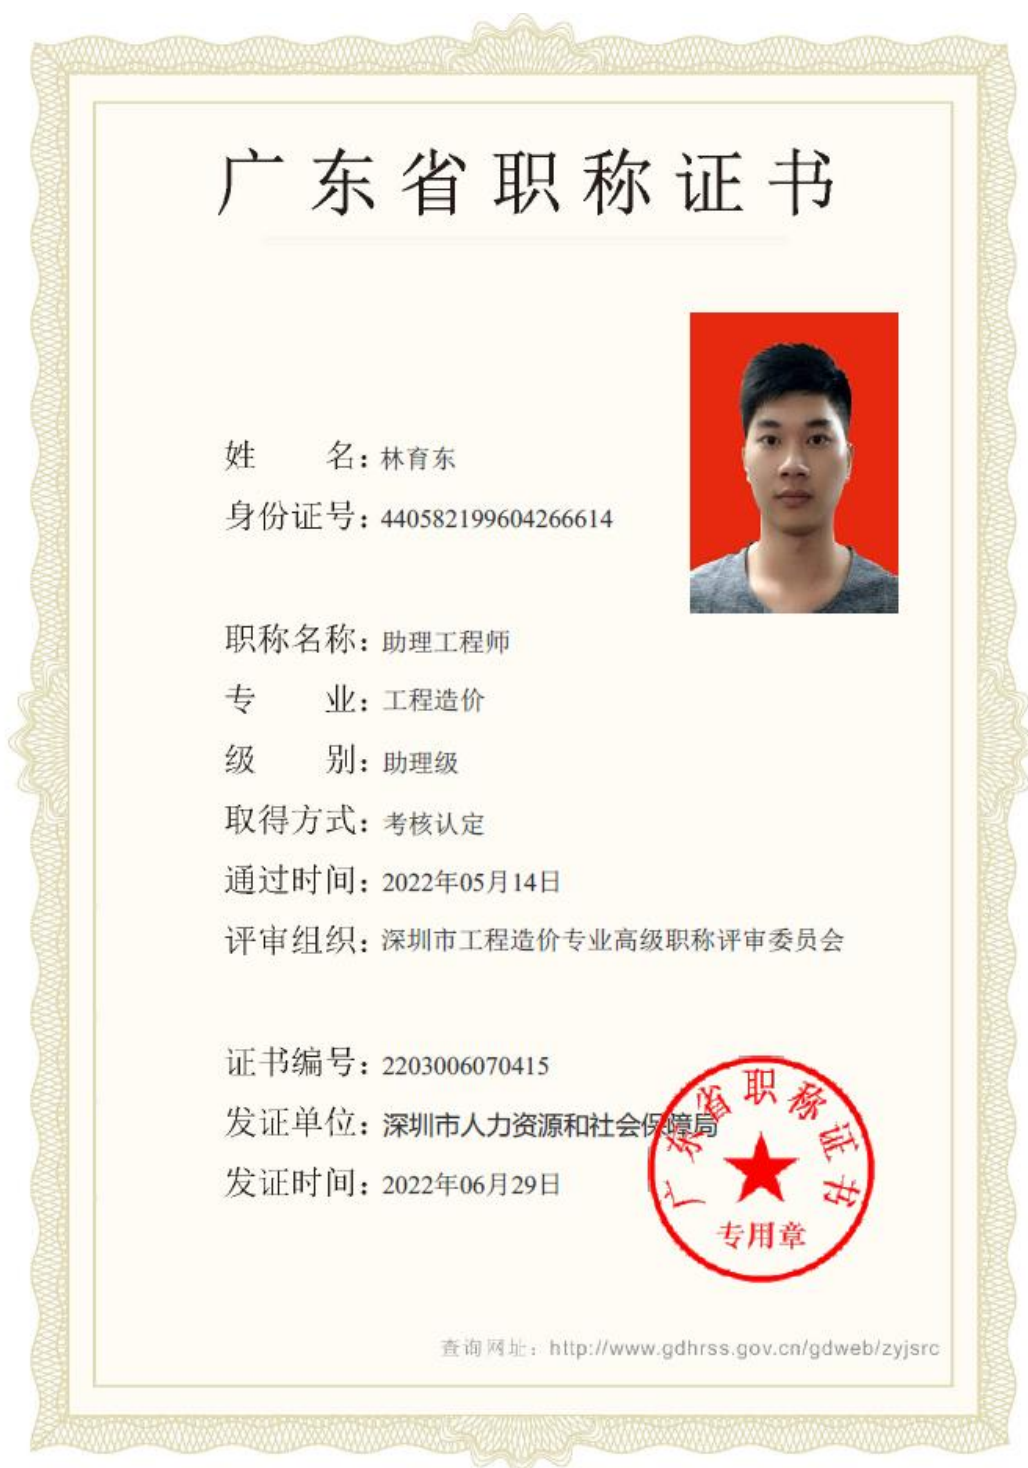 广东省职称证书
姓 名：林育东
身份证号：440582199604266614
职称名称：助理工程师
专 业：工程造价
级 别：助理级
取得方式：考核认定
通过时间：2022年05月14日
评审组织：深圳市工程造价专业高级职称评审委员会
证书编号：2203006070415
发证单位：深圳市人力资源和社会保障局
发证时间：2022年06月29日
广东省职称证书
专用章
查询网址：http://www.gdhrss.gov.cn/gdweb/zyjsrc